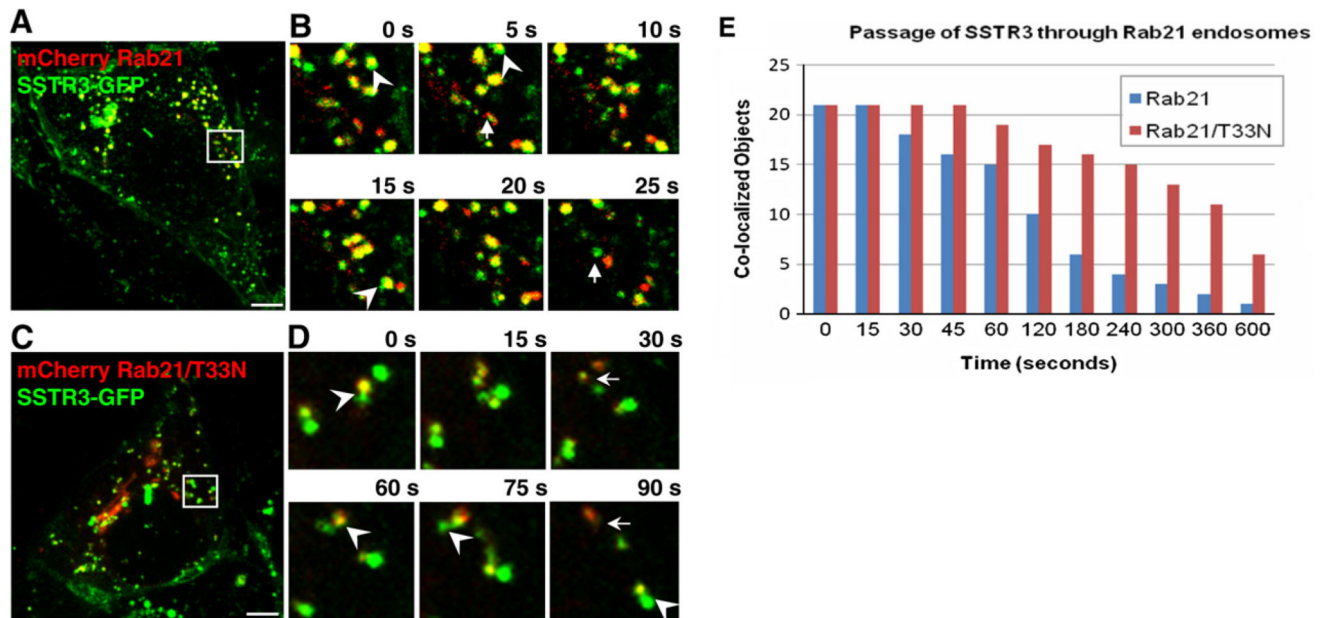 A
mCherry Rab21
SSTR3-GFP
B
0 s
5 s
10 s
15 s
20 s
25 s
C
mCherry Rab21/T33N
SSTR3-GFP
D
0 s
15 s
30 s
60 s
75 s
90 s
E
Passage of SSTR3 through Rab21 endosomes
25
20
15
10
5
0
Co-localized Objects
Rab21
Rab21/T33N
0 15 30 45 60 120 180 240 300 360 600
Time (seconds)